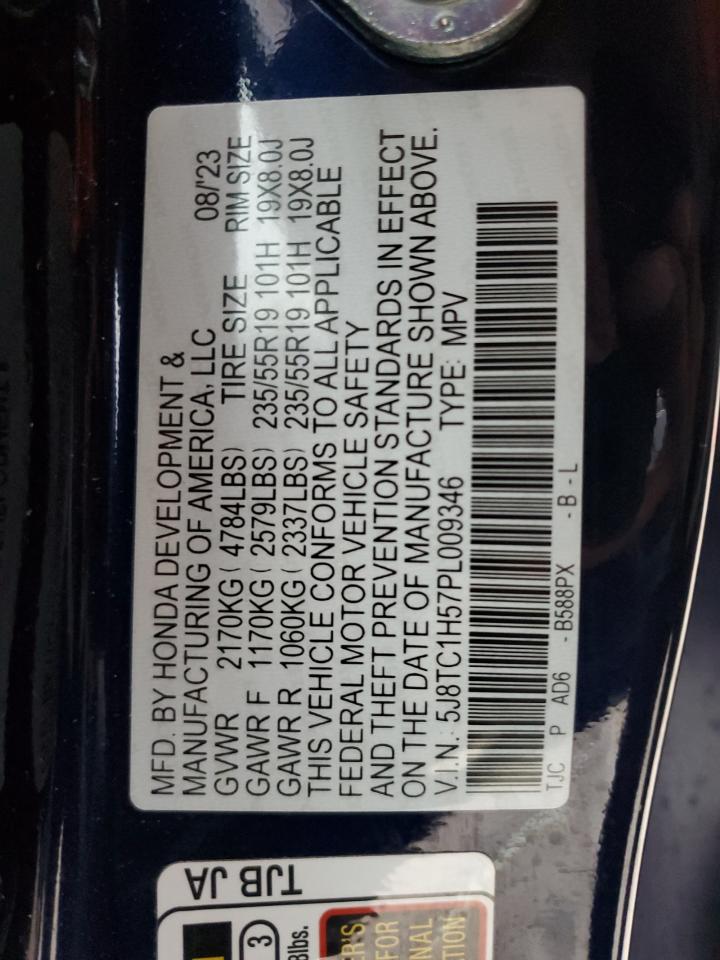 MFD. BY HONDA DEVELOPMENT &
MANUFACTURING OF AMERICA, LLC 08/'23
GVWR 2170KG ( 4784LBS) TIRE SIZE RIM SIZE
GAWR F 1170KG ( 2579LBS) 235/55R19 101H 19X8.0J
GAWR R 1060KG ( 2337LBS) 235/55R19 101H 19X8.0J
THIS VEHICLE CONFORMS TO ALL APPLICABLE
FEDERAL MOTOR VEHICLE SAFETY
AND THEFT PREVENTION STANDARDS IN EFFECT
ON THE DATE OF MANUFACTURE SHOWN ABOVE.
V.I.N.: 5J8TC1H57PL009346 TYPE: MPV
TJC P AD6 -B588PX -B-L
TJB JA
3
lbs.
FOR